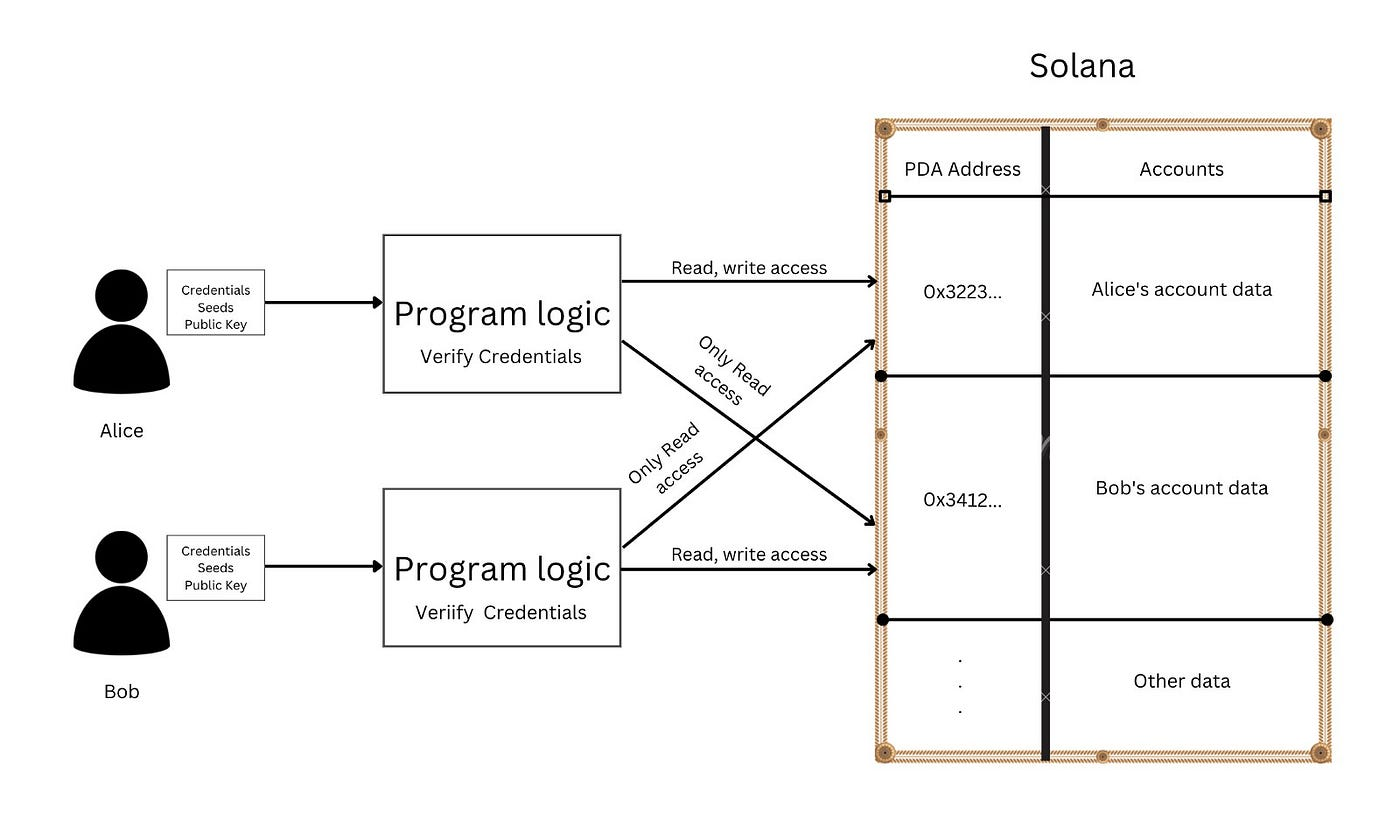 Solana
PDA Address
Accounts
Credentials
Seeds
Public Key
Alice
Program logic
Verify Credentials
Read, write access
Only Read
access
0x3223...
Alice's account data
Only Read
access
0x3412...
Bob's account data
Credentials
Seeds
Public Key
Bob
Program logic
Veriify  Credentials
Read, write access
.
.
.
Other data